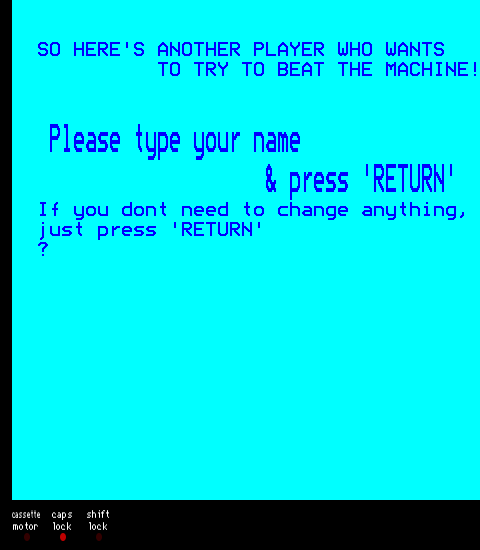 SO HERE'S ANOTHER PLAYER WHO WANTS
TO TRY TO BEAT THE MACHINE!
Please type your name
& press 'RETURN'
If you dont need to change anything,
just press 'RETURN'
?
cassette caps shift
motor lock lock